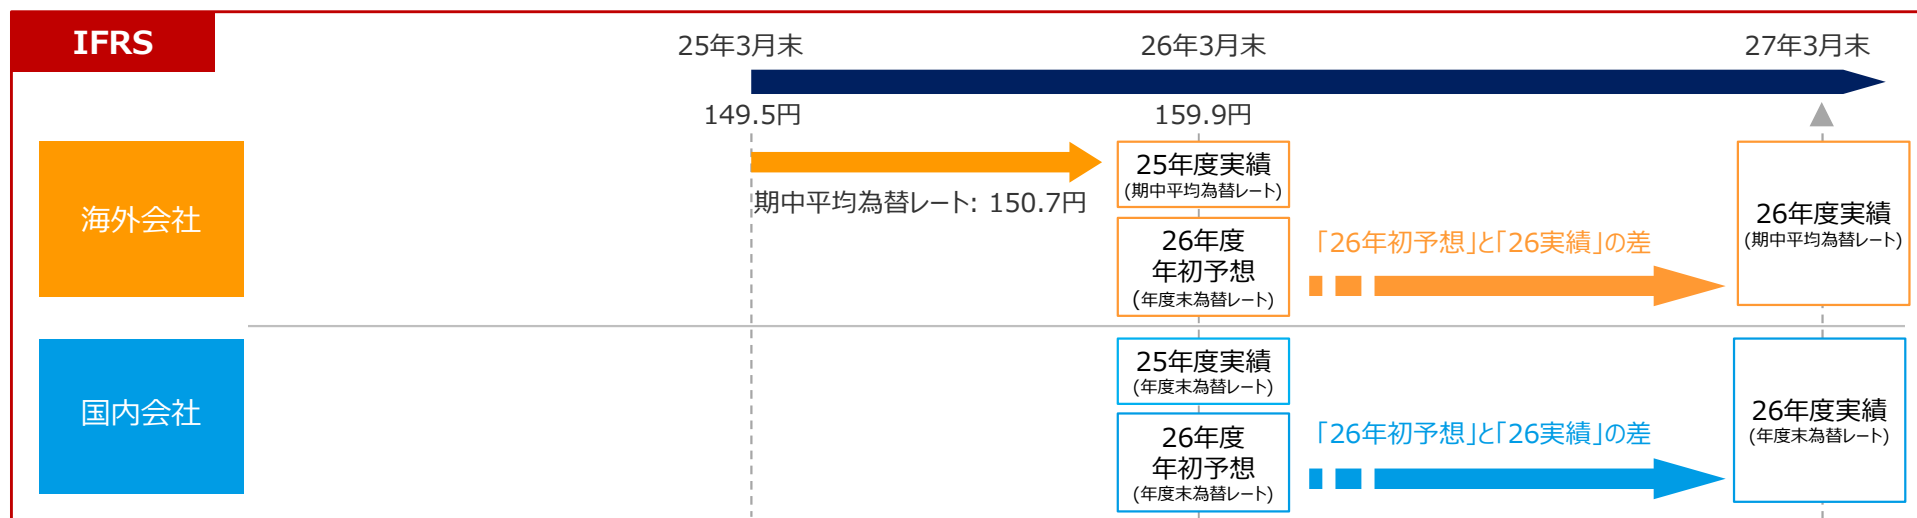 IFRS
25年3月末
26年3月末
27年3月末
149.5円
159.9円
海外会社
期中平均為替レート: 150.7円
25年度実績
(期中平均為替レート)
26年度
年初予想
(年度末為替レート)
「26年初予想」と「26実績」の差
26年度実績
(期中平均為替レート)
国内会社
25年度実績
(年度末為替レート)
26年度
年初予想
(年度末為替レート)
「26年初予想」と「26実績」の差
26年度実績
(年度末為替レート)